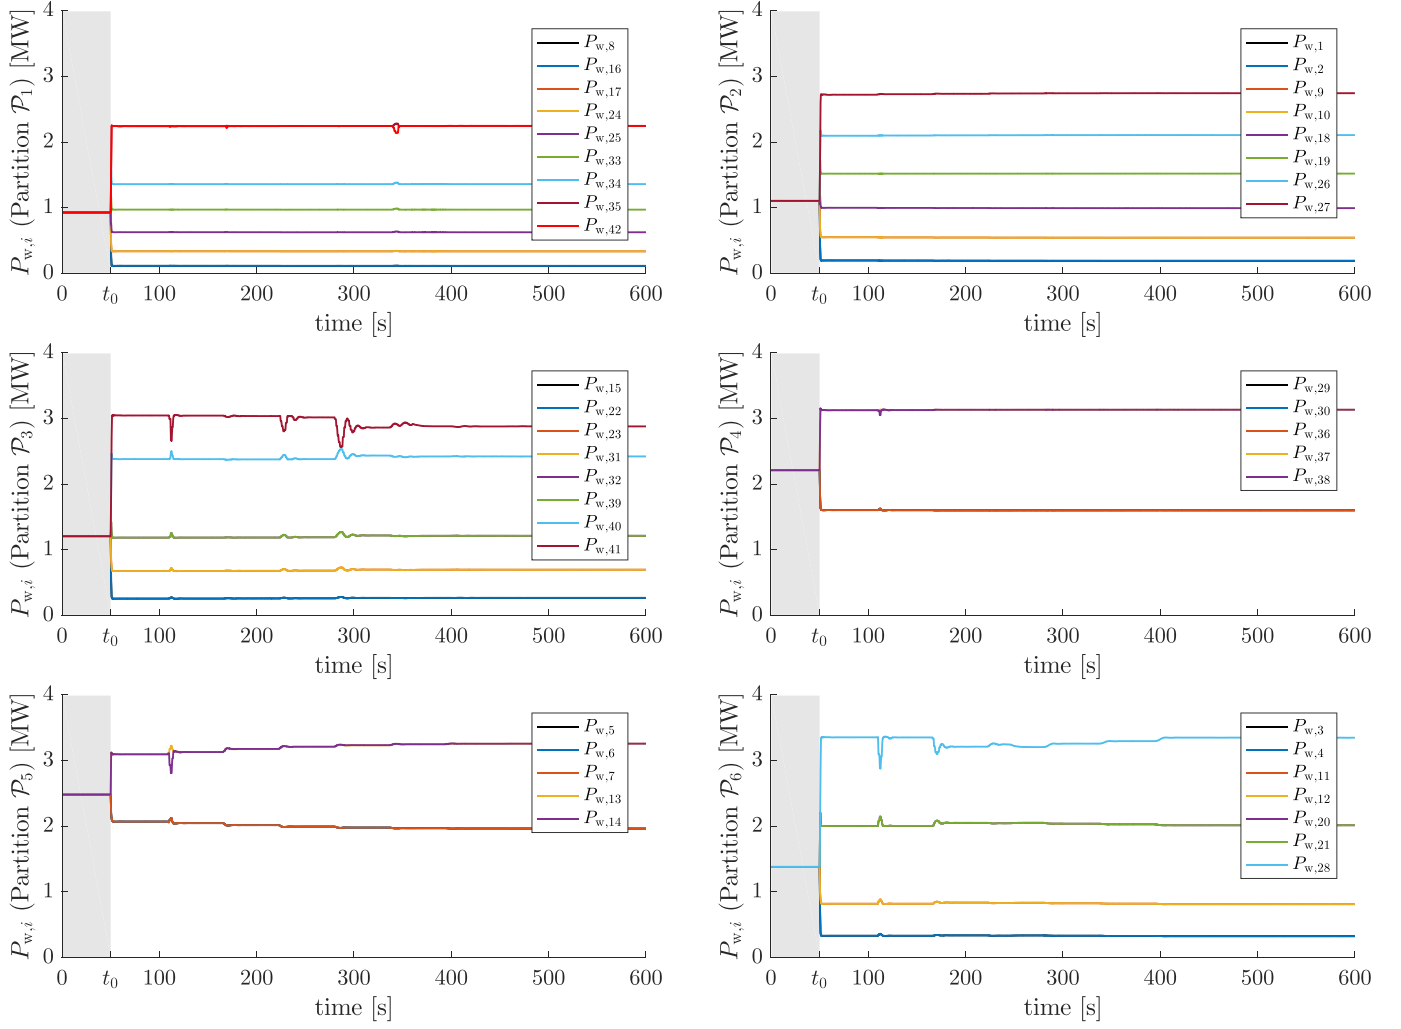 P_{w,i} (Partition 𝒫_1) [MW]
4
3
2
1
0
P_{w,8}
P_{w,16}
P_{w,17}
P_{w,24}
P_{w,25}
P_{w,33}
P_{w,34}
P_{w,35}
P_{w,42}
0 t_0 100 200 300 400 500 600
time [s]
P_{w,i} (Partition 𝒫_2) [MW]
4
3
2
1
0
P_{w,1}
P_{w,2}
P_{w,9}
P_{w,10}
P_{w,18}
P_{w,19}
P_{w,26}
P_{w,27}
0 t_0 100 200 300 400 500 600
time [s]
P_{w,i} (Partition 𝒫_3) [MW]
4
3
2
1
0
P_{w,15}
P_{w,22}
P_{w,23}
P_{w,31}
P_{w,32}
P_{w,39}
P_{w,40}
P_{w,41}
0 t_0 100 200 300 400 500 600
time [s]
P_{w,i} (Partition 𝒫_4) [MW]
4
3
2
1
0
P_{w,29}
P_{w,30}
P_{w,36}
P_{w,37}
P_{w,38}
0 t_0 100 200 300 400 500 600
time [s]
P_{w,i} (Partition 𝒫_5) [MW]
4
3
2
1
0
P_{w,5}
P_{w,6}
P_{w,7}
P_{w,13}
P_{w,14}
0 t_0 100 200 300 400 500 600
time [s]
P_{w,i} (Partition 𝒫_6) [MW]
4
3
2
1
0
P_{w,3}
P_{w,4}
P_{w,11}
P_{w,12}
P_{w,20}
P_{w,21}
P_{w,28}
0 t_0 100 200 300 400 500 600
time [s]